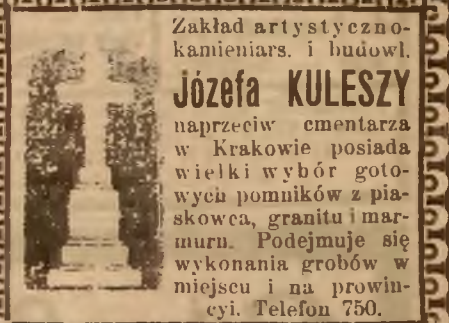 Zakład artystyczno-
kamieniars. i budowl.
Józefa KULESZY
naprzeciw cmentarza
w Krakowie posiada
wielki wybór goto-
wych pomników z pia-
skowca, granitu i mar-
muru. Podejmuje się
wykonania grobów w
miejscu i na prowin-
cyi. Telefon 750.